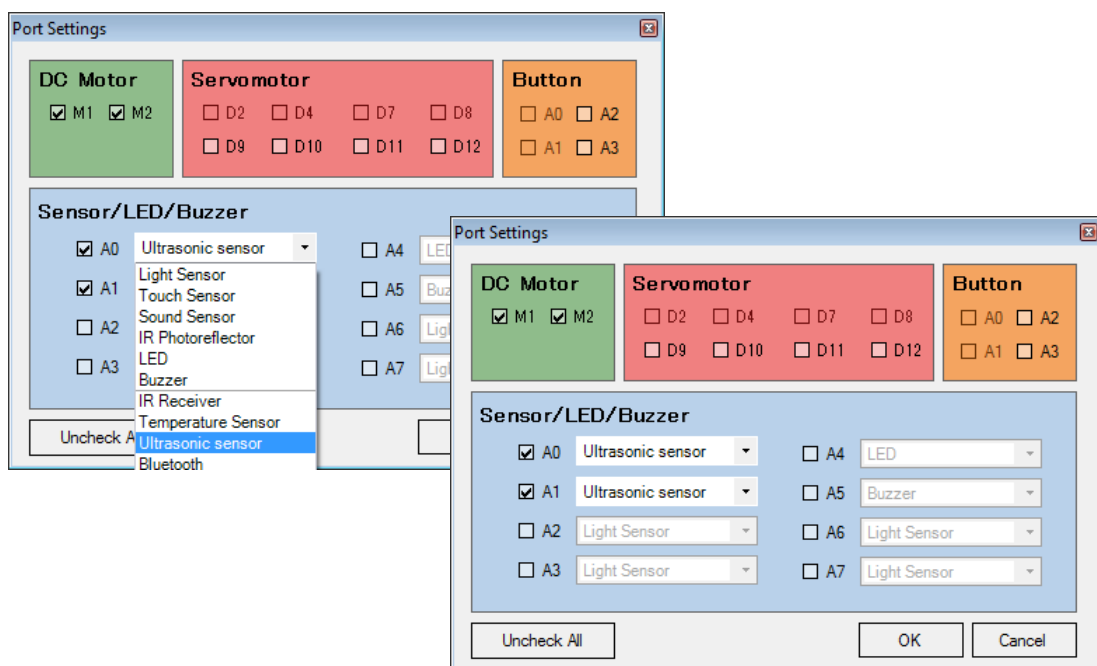 Port Settings
DC Motor
M1 M2
Servomotor
D2 D4 D7 D8
D9 D10 D11 D12
Button
A0 A2
A1 A3
Sensor/LED/Buzzer
A0 Ultrasonic sensor
Light Sensor
Touch Sensor
Sound Sensor
IR Photoreflector
LED
Buzzer
IR Receiver
Temperature Sensor
Ultrasonic sensor
Bluetooth
A1
A2
A3
A4 LED
A5 Buz
A6 Ligh
A7 Ligh
Uncheck A
Port Settings
DC Motor
M1 M2
Servomotor
D2 D4 D7 D8
D9 D10 D11 D12
Button
A0 A2
A1 A3
Sensor/LED/Buzzer
A0 Ultrasonic sensor A4 LED
A1 Ultrasonic sensor A5 Buzzer
A2 Light Sensor A6 Light Sensor
A3 Light Sensor A7 Light Sensor
Uncheck All OK Cancel